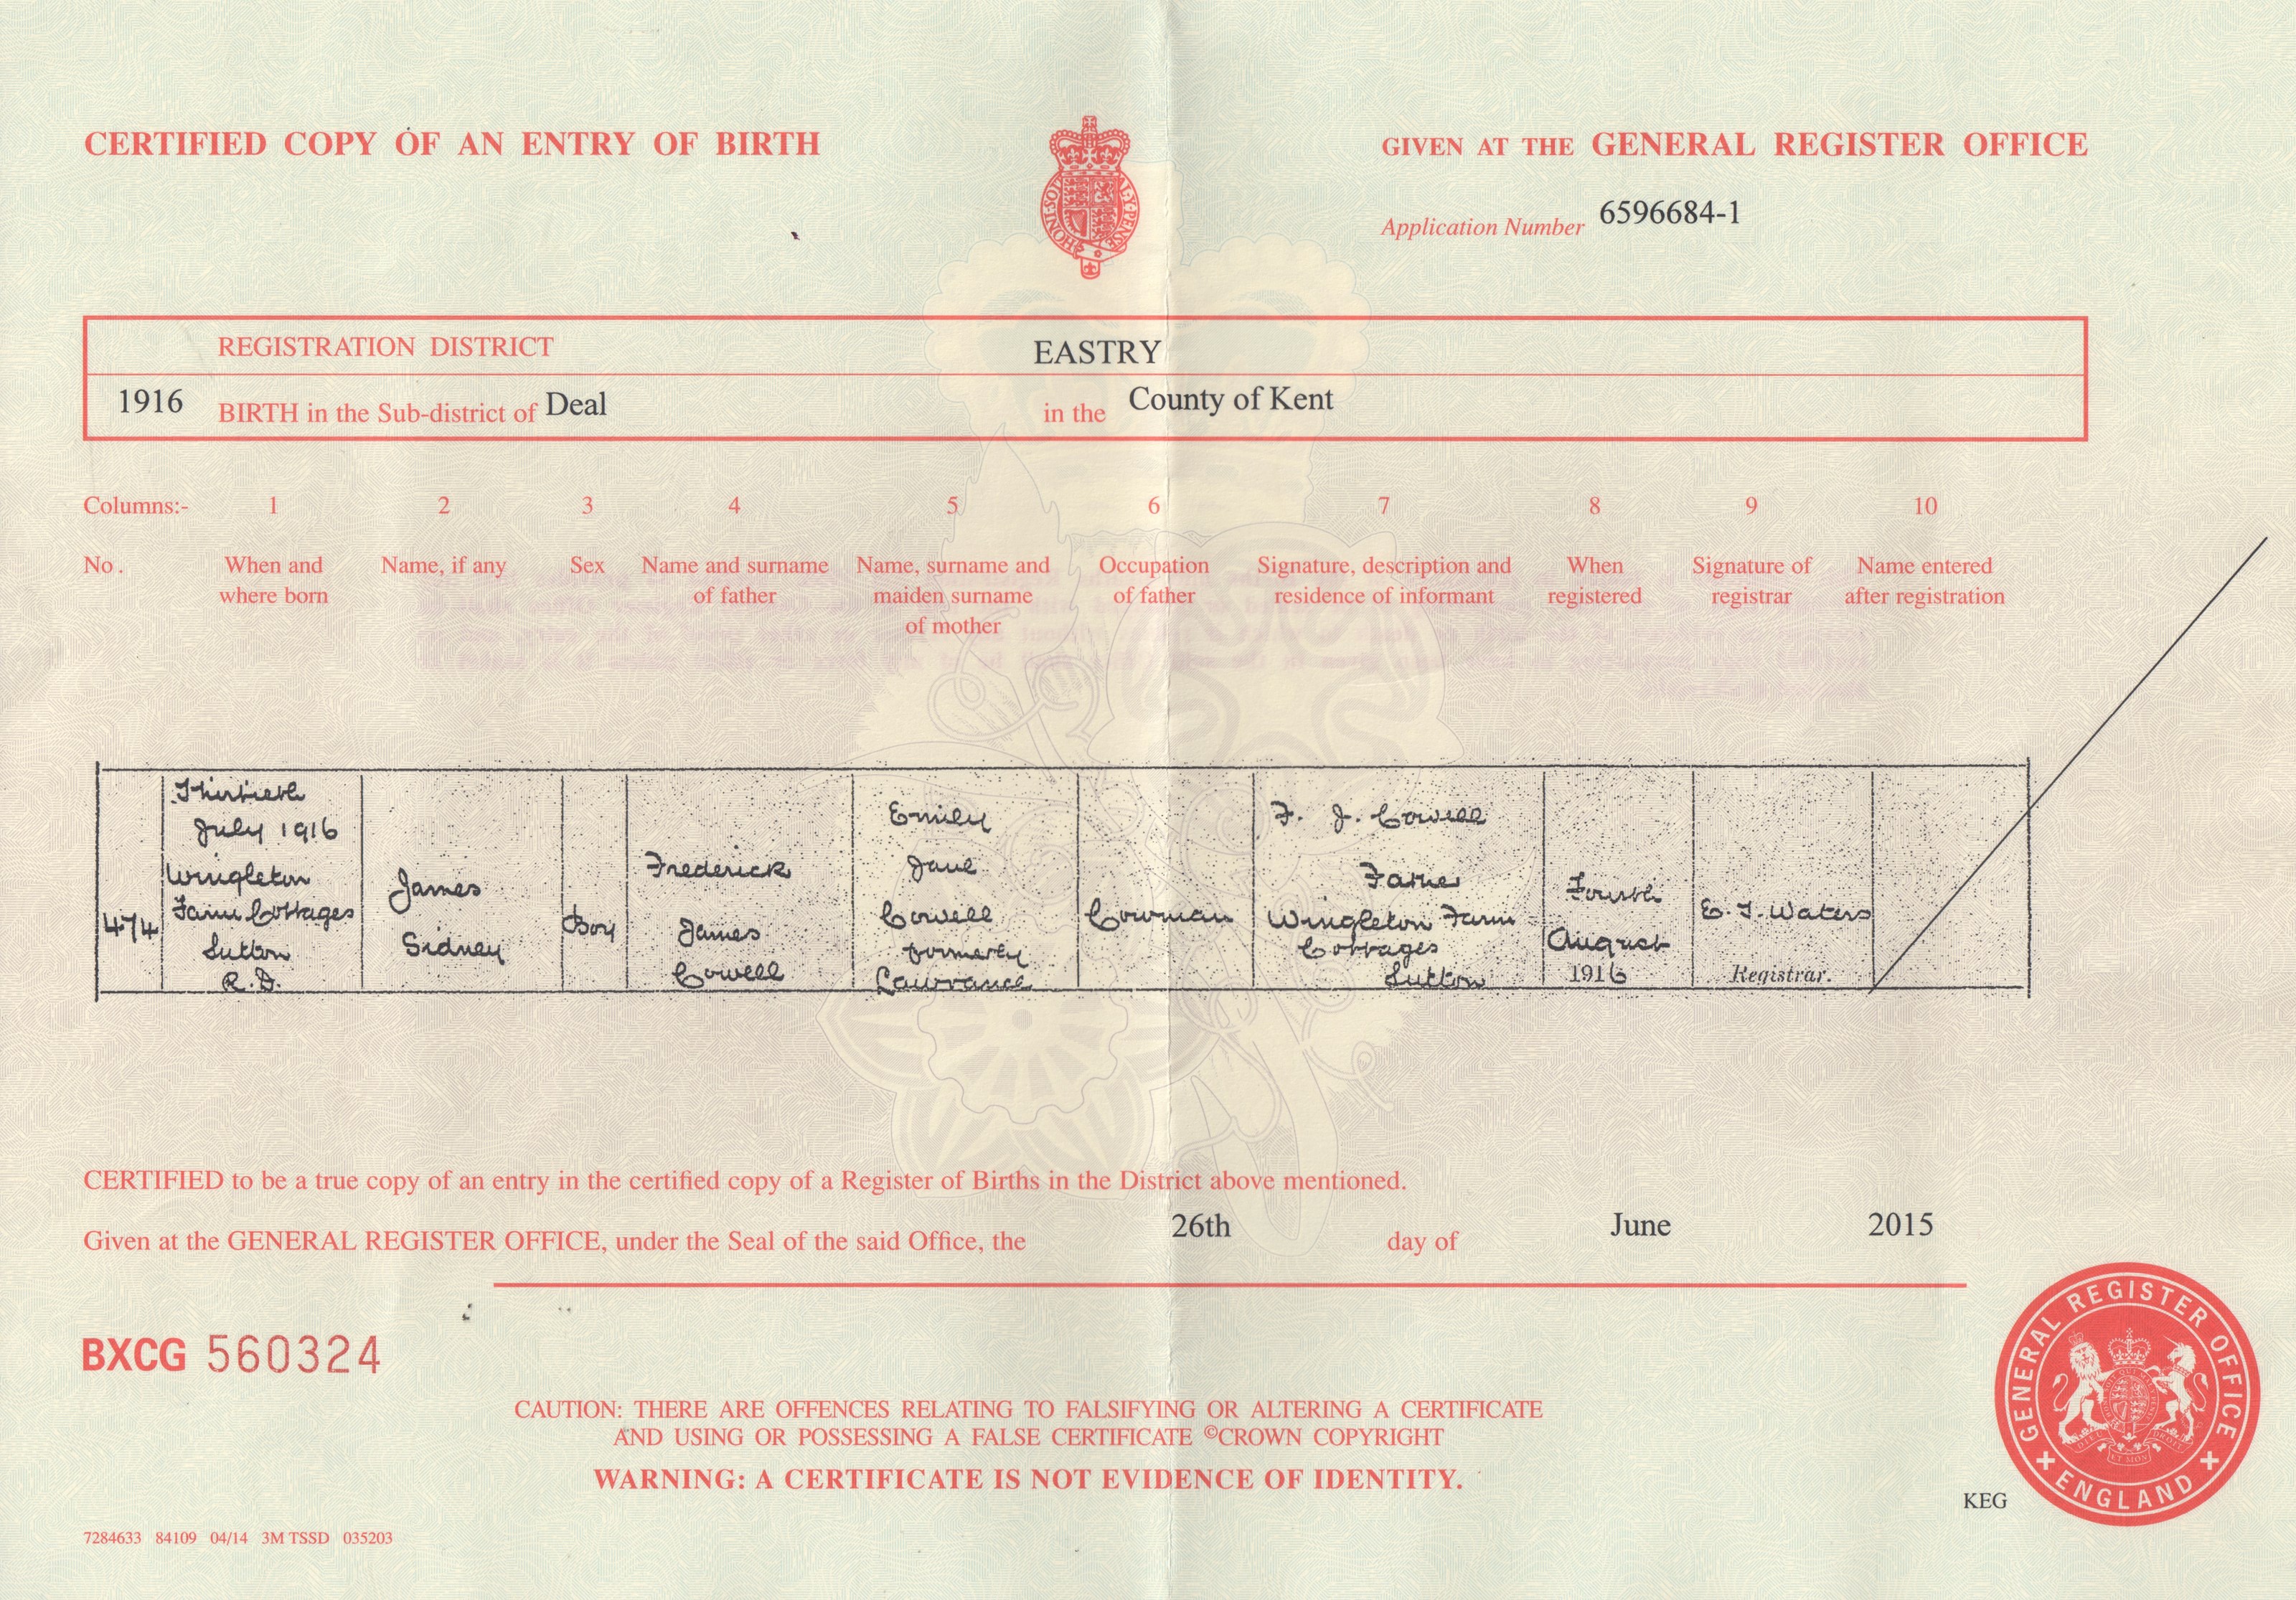 CERTIFIED COPY OF AN ENTRY OF BIRTH
GIVEN AT THE GENERAL REGISTER OFFICE
Application Number 6596684-1
REGISTRATION DISTRICT EASTRY
1916 BIRTH in the Sub-district of Deal in the County of Kent
Columns:- 1 2 3 4 5 6 7 8 9 10
No. When and where born
Name, if any
Sex
Name and surname of father
Name, surname and maiden surname of mother
Occupation of father
Signature, description and residence of informant
When registered
Signature of registrar
Name entered after registration
474
Thirtieth
July 1916
Wingleton
Farm Cottages
Sutton
R.D.
James
Sidney
Boy
Frederick
James
Cowell
Emily
Jane
Cowell
formerly
Lawrance
Cowman
F. J. Cowell
Father
Wingleton Farm
Cottages
Sutton
Fourth
August
1916
E. J. Waters
Registrar.
CERTIFIED to be a true copy of an entry in the certified copy of a Register of Births in the District above mentioned.
Given at the GENERAL REGISTER OFFICE, under the Seal of the said Office, the 26th day of June 2015
BXCG 560324
CAUTION: THERE ARE OFFENCES RELATING TO FALSIFYING OR ALTERING A CERTIFICATE
AND USING OR POSSESSING A FALSE CERTIFICATE ©CROWN COPYRIGHT
WARNING: A CERTIFICATE IS NOT EVIDENCE OF IDENTITY.
GENERAL REGISTER OFFICE
ENGLAND
KEG
7284633 84109 04/14 3M TSSD 035203